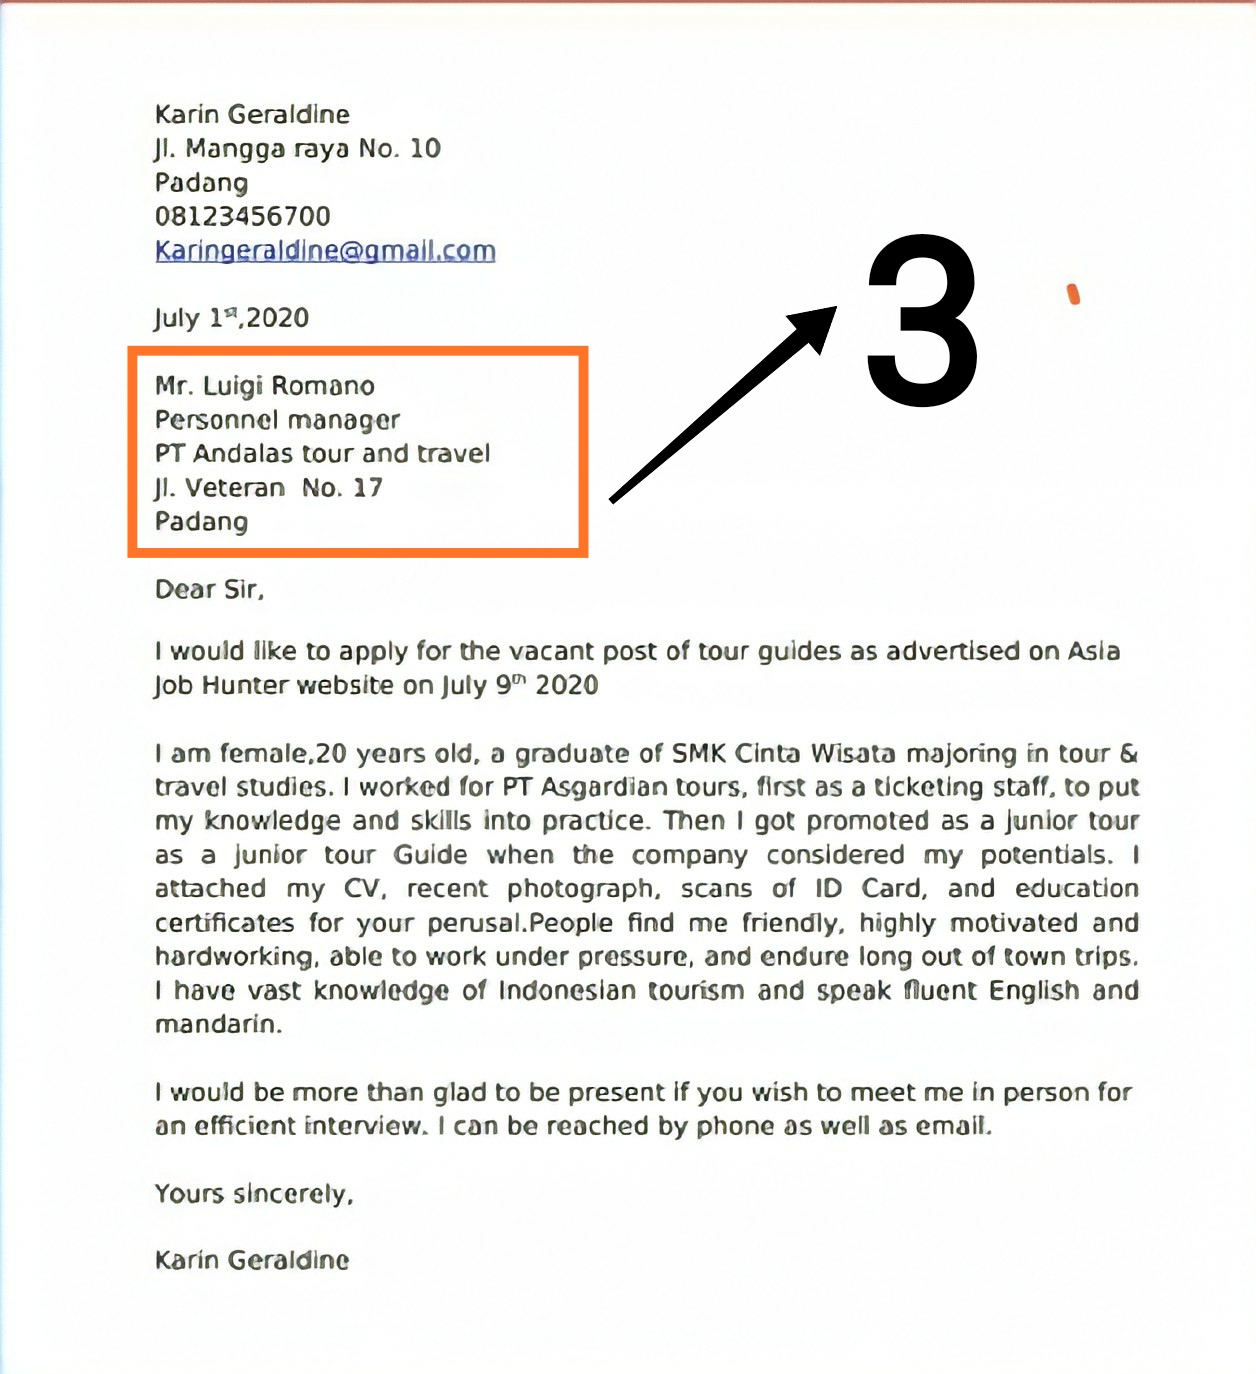 Karin Geraldine
Jl. Mangga raya No. 10
Padang
08123456700
Karingeraldine@gmail.com
July 1st,2020
Mr. Luigi Romano
Personnel manager
PT Andalas tour and travel
Jl. Veteran No. 17
Padang
3
Dear Sir,
I would like to apply for the vacant post of tour guides as advertised on Asia
Job Hunter website on July 9th 2020
I am female,20 years old, a graduate of SMK Cinta Wisata majoring in tour &
travel studies. I worked for PT Asgardian tours, first as a ticketing staff, to put
my knowledge and skills into practice. Then I got promoted as a junior tour
as a junior tour Guide when the company considered my potentials. I
attached my CV, recent photograph, scans of ID Card, and education
certificates for your perusal.People find me friendly, highly motivated and
hardworking, able to work under pressure, and endure long out of town trips.
I have vast knowledge of Indonesian tourism and speak fluent English and
mandarin.
I would be more than glad to be present if you wish to meet me in person for
an efficient interview. I can be reached by phone as well as email.
Yours sincerely,
Karin Geraldine